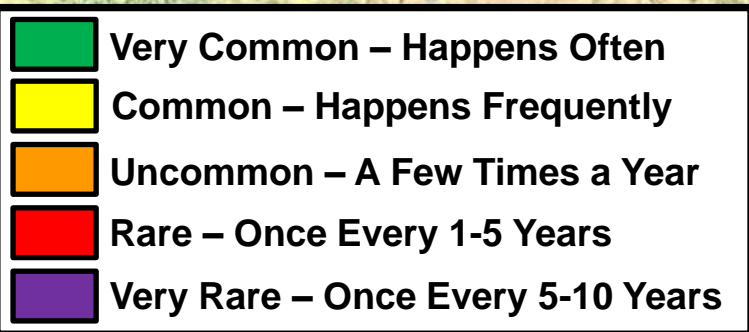 Very Common – Happens Often
Common – Happens Frequently
Uncommon – A Few Times a Year
Rare – Once Every 1-5 Years
Very Rare – Once Every 5-10 Years